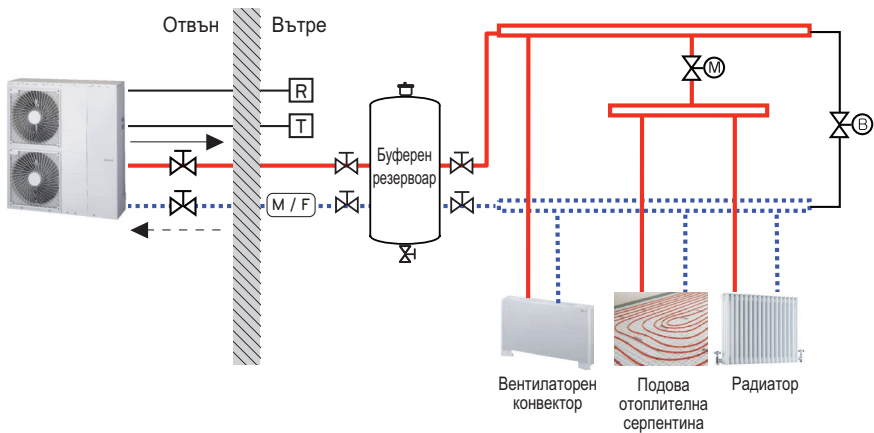 Отвън
Вътре
R
T
M / F
Буферен
резервоар
M
B
Вентилаторен
конвектор
Подова
отоплителна
серпентина
Радиатор